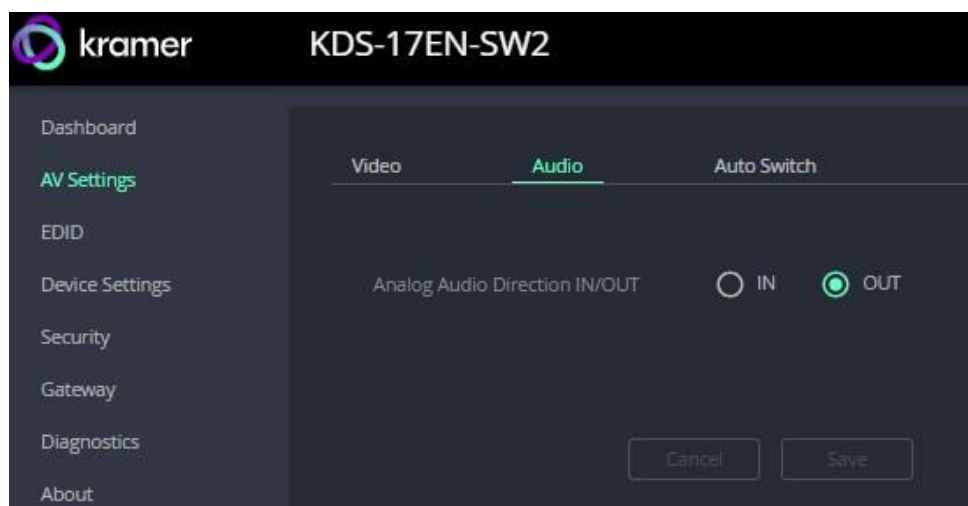 kramer KDS-17EN-SW2
Dashboard
AV Settings
EDID
Device Settings
Security
Gateway
Diagnostics
About
Video Audio Auto Switch
Analog Audio Direction IN/OUT IN OUT
Cancel Save